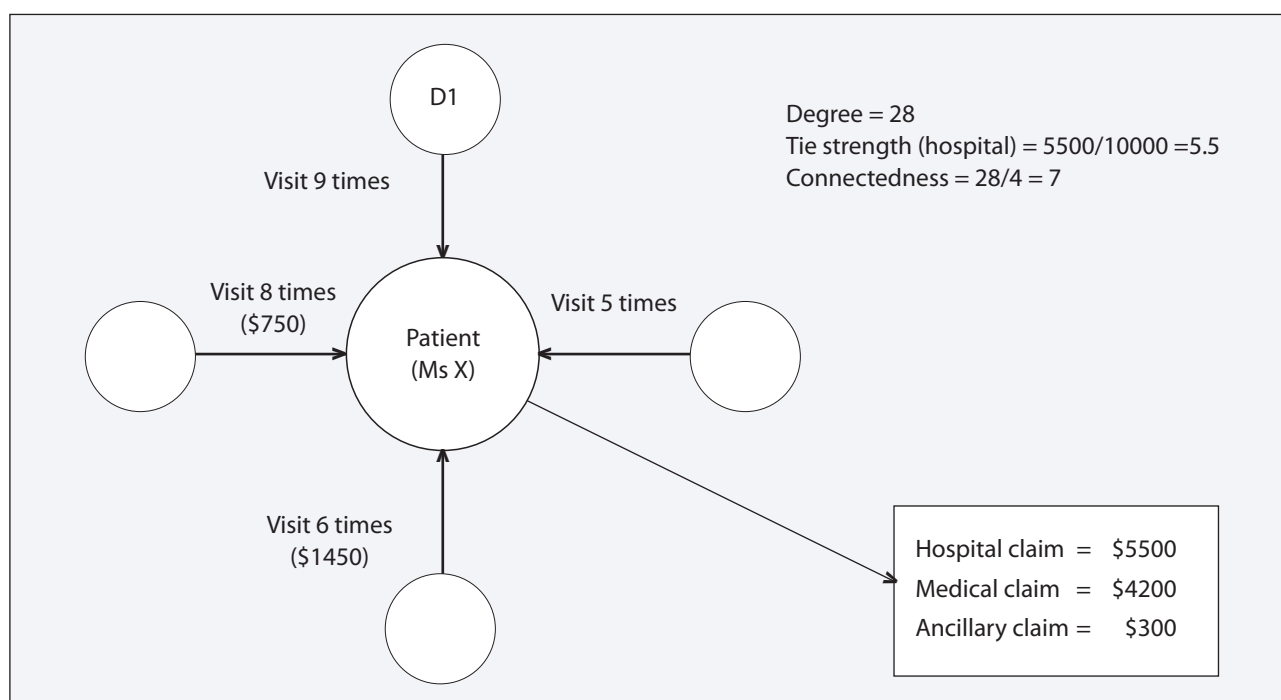 D1
Degree = 28
Tie strength (hospital) = 5500/10000 =5.5
Connectedness = 28/4 = 7
Visit 9 times
Visit 8 times
($750)
Visit 5 times
Patient
(Ms X)
Visit 6 times
($1450)
Hospital claim = $5500
Medical claim = $4200
Ancillary claim = $300